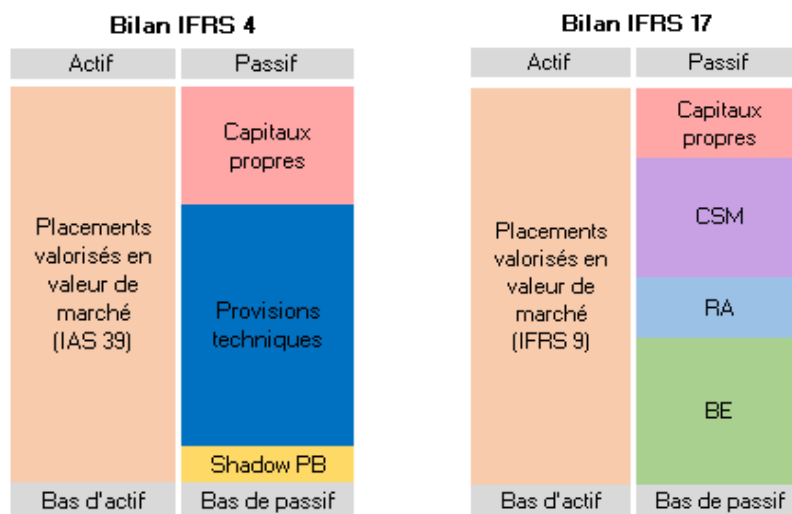 Bilan IFRS 4
Actif
Passif
Placements
valorisés en
valeur de
marché
(IAS 39)
Capitaux
propres
Provisions
techniques
Shadow PB
Bas d'actif
Bas de passif
Bilan IFRS 17
Actif
Passif
Placements
valorisés en
valeur de
marché
(IFRS 9)
Capitaux
propres
CSM
RA
BE
Bas d'actif
Bas de passif